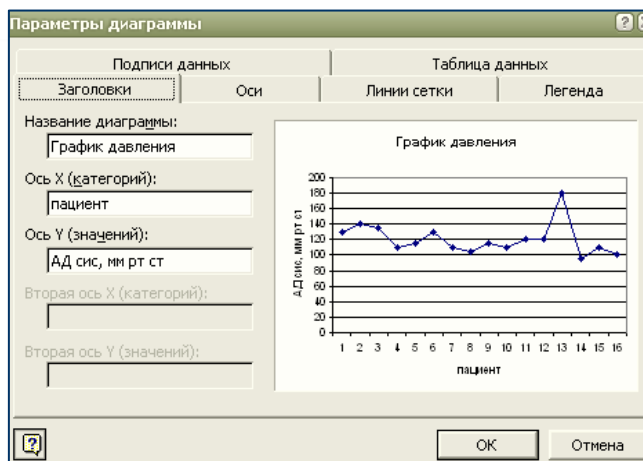 Параметры диаграммы
Подписи данных
Таблица данных
Заголовки
Оси
Линии сетки
Легенда
Название диаграммы:
График давления
Ось X (категорий):
пациент
Ось Y (значений):
АД сис, мм рт ст
Вторая ось X (категорий):
Вторая ось Y (значений):
График давления
АД сис, мм рт ст
200
180
160
140
120
100
80
60
40
20
0
1 2 3 4 5 6 7 8 9 10 11 12 13 14 15 16
пациент
ОК
Отмена